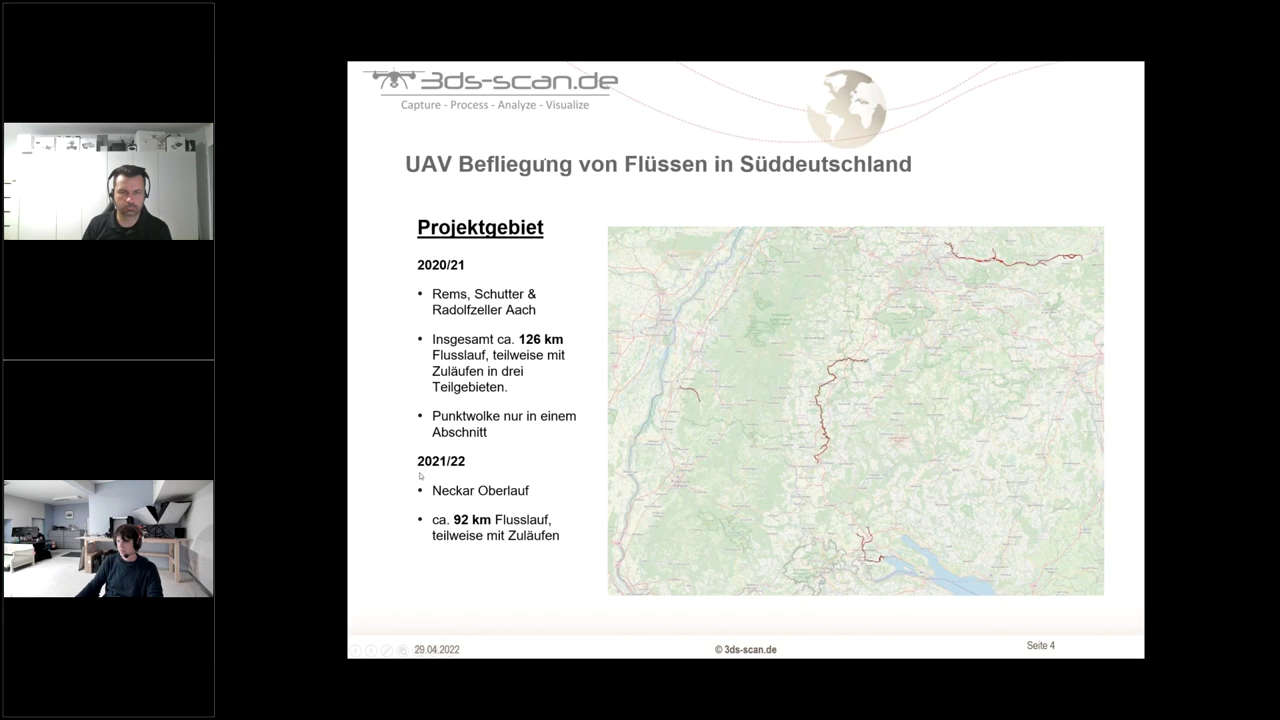 3ds-scan.de
Capture - Process - Analyze - Visualize
UAV Befliegung von Flüssen in Süddeutschland
Projektgebiet
2020/21
• Rems, Schutter &
Radolfzeller Aach
• Insgesamt ca. 126 km
Flusslauf, teilweise mit
Zuläufen in drei
Teilgebieten.
• Punktwolke nur in einem
Abschnitt
2021/22
• Neckar Oberlauf
• ca. 92 km Flusslauf,
teilweise mit Zuläufen
29.04.2022
© 3ds-scan.de
Seite 4